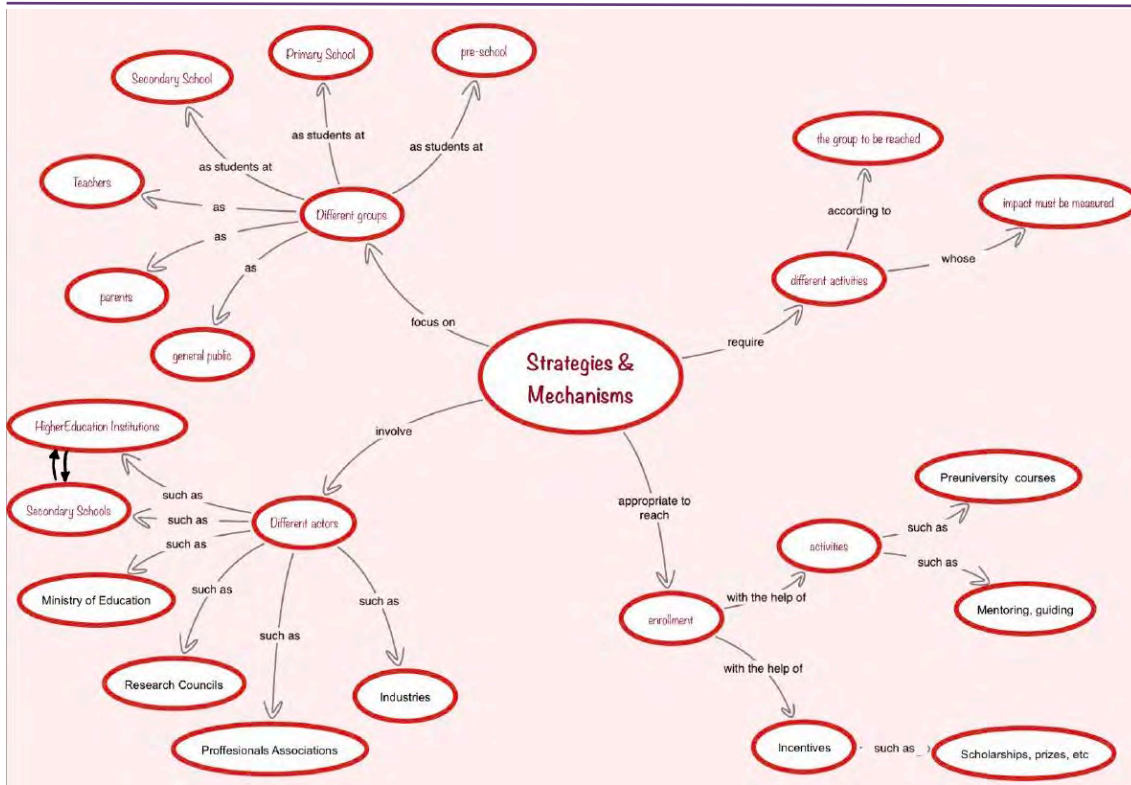 pre-school
Primary School
Secondary School
as students at
as students at
as students at
Teachers
as
Different groups
as
parents
as
general public
focus on
the group to be reached
according to
impact must be measured
whose
different activities
require
Strategies &
Mechanisms
HigherEducation Institutions
involve
such as
Secondary Schools
such as
Different actors
such as
Ministry of Education
such as
such as
such as
Research Councils
Industries
Proffesionals Associations
appropriate to
reach
Preuniversity courses
such as
activities
such as
with the help of
Mentoring, guiding
enrollment
with the help of
Incentives
such as
Scholarships, prizes, etc